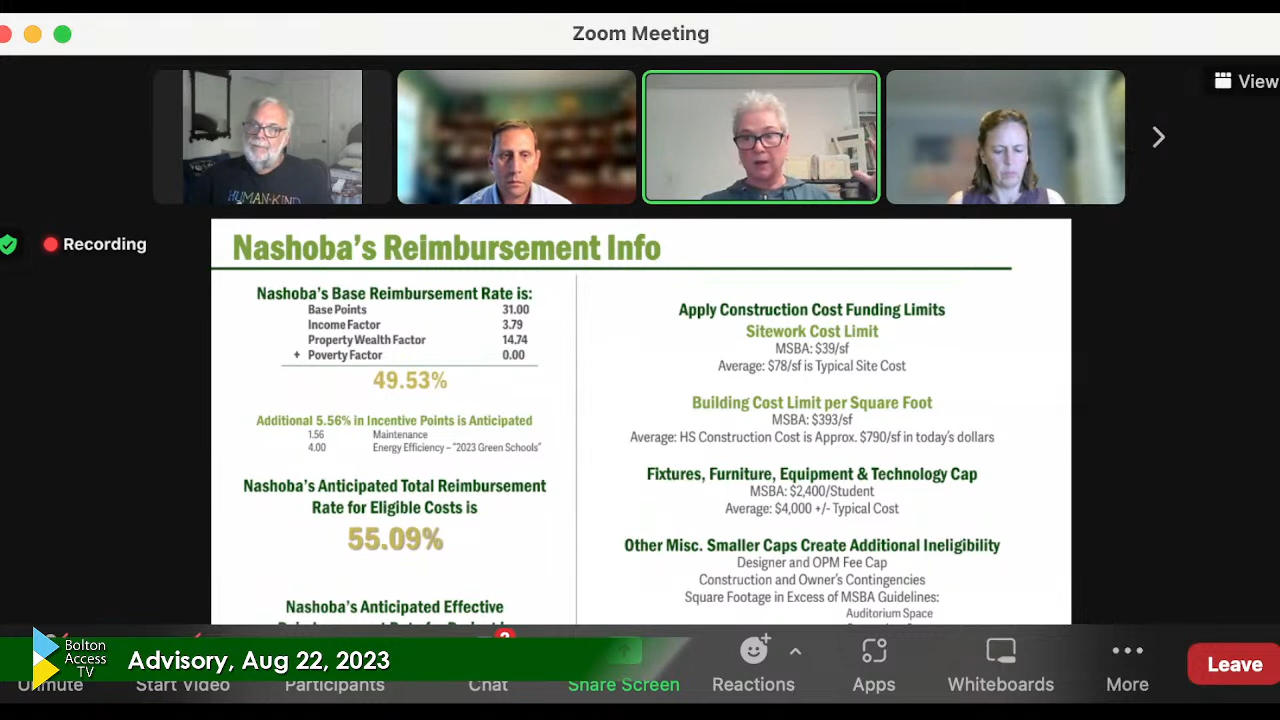 Zoom Meeting
View
HUMAN-KIND
Recording
Nashoba's Reimbursement Info
Nashoba's Base Reimbursement Rate is:
Base Points 31.00
Income Factor 3.79
Property Wealth Factor 14.74
+ Poverty Factor 0.00
49.53%
Additional 5.56% in Incentive Points is Anticipated
1.56 Maintenance
4.00 Energy Efficiency – "2023 Green Schools"
Nashoba's Anticipated Total Reimbursement
Rate for Eligible Costs is
55.09%
Nashoba's Anticipated Effective
Apply Construction Cost Funding Limits
Sitework Cost Limit
MSBA: $39/sf
Average: $78/sf is Typical Site Cost
Building Cost Limit per Square Foot
MSBA: $393/sf
Average: HS Construction Cost is Approx. $790/sf in today's dollars
Fixtures, Furniture, Equipment & Technology Cap
MSBA: $2,400/Student
Average: $4,000 +/- Typical Cost
Other Misc. Smaller Caps Create Additional Ineligibility
Designer and OPM Fee Cap
Construction and Owner's Contingencies
Square Footage in Excess of MSBA Guidelines:
Auditorium Space
Bolton
Access
TV
Advisory, Aug 22, 2023
Unmute
Start Video
Participants
Chat
Share Screen
Reactions
Apps
Whiteboards
More
Leave